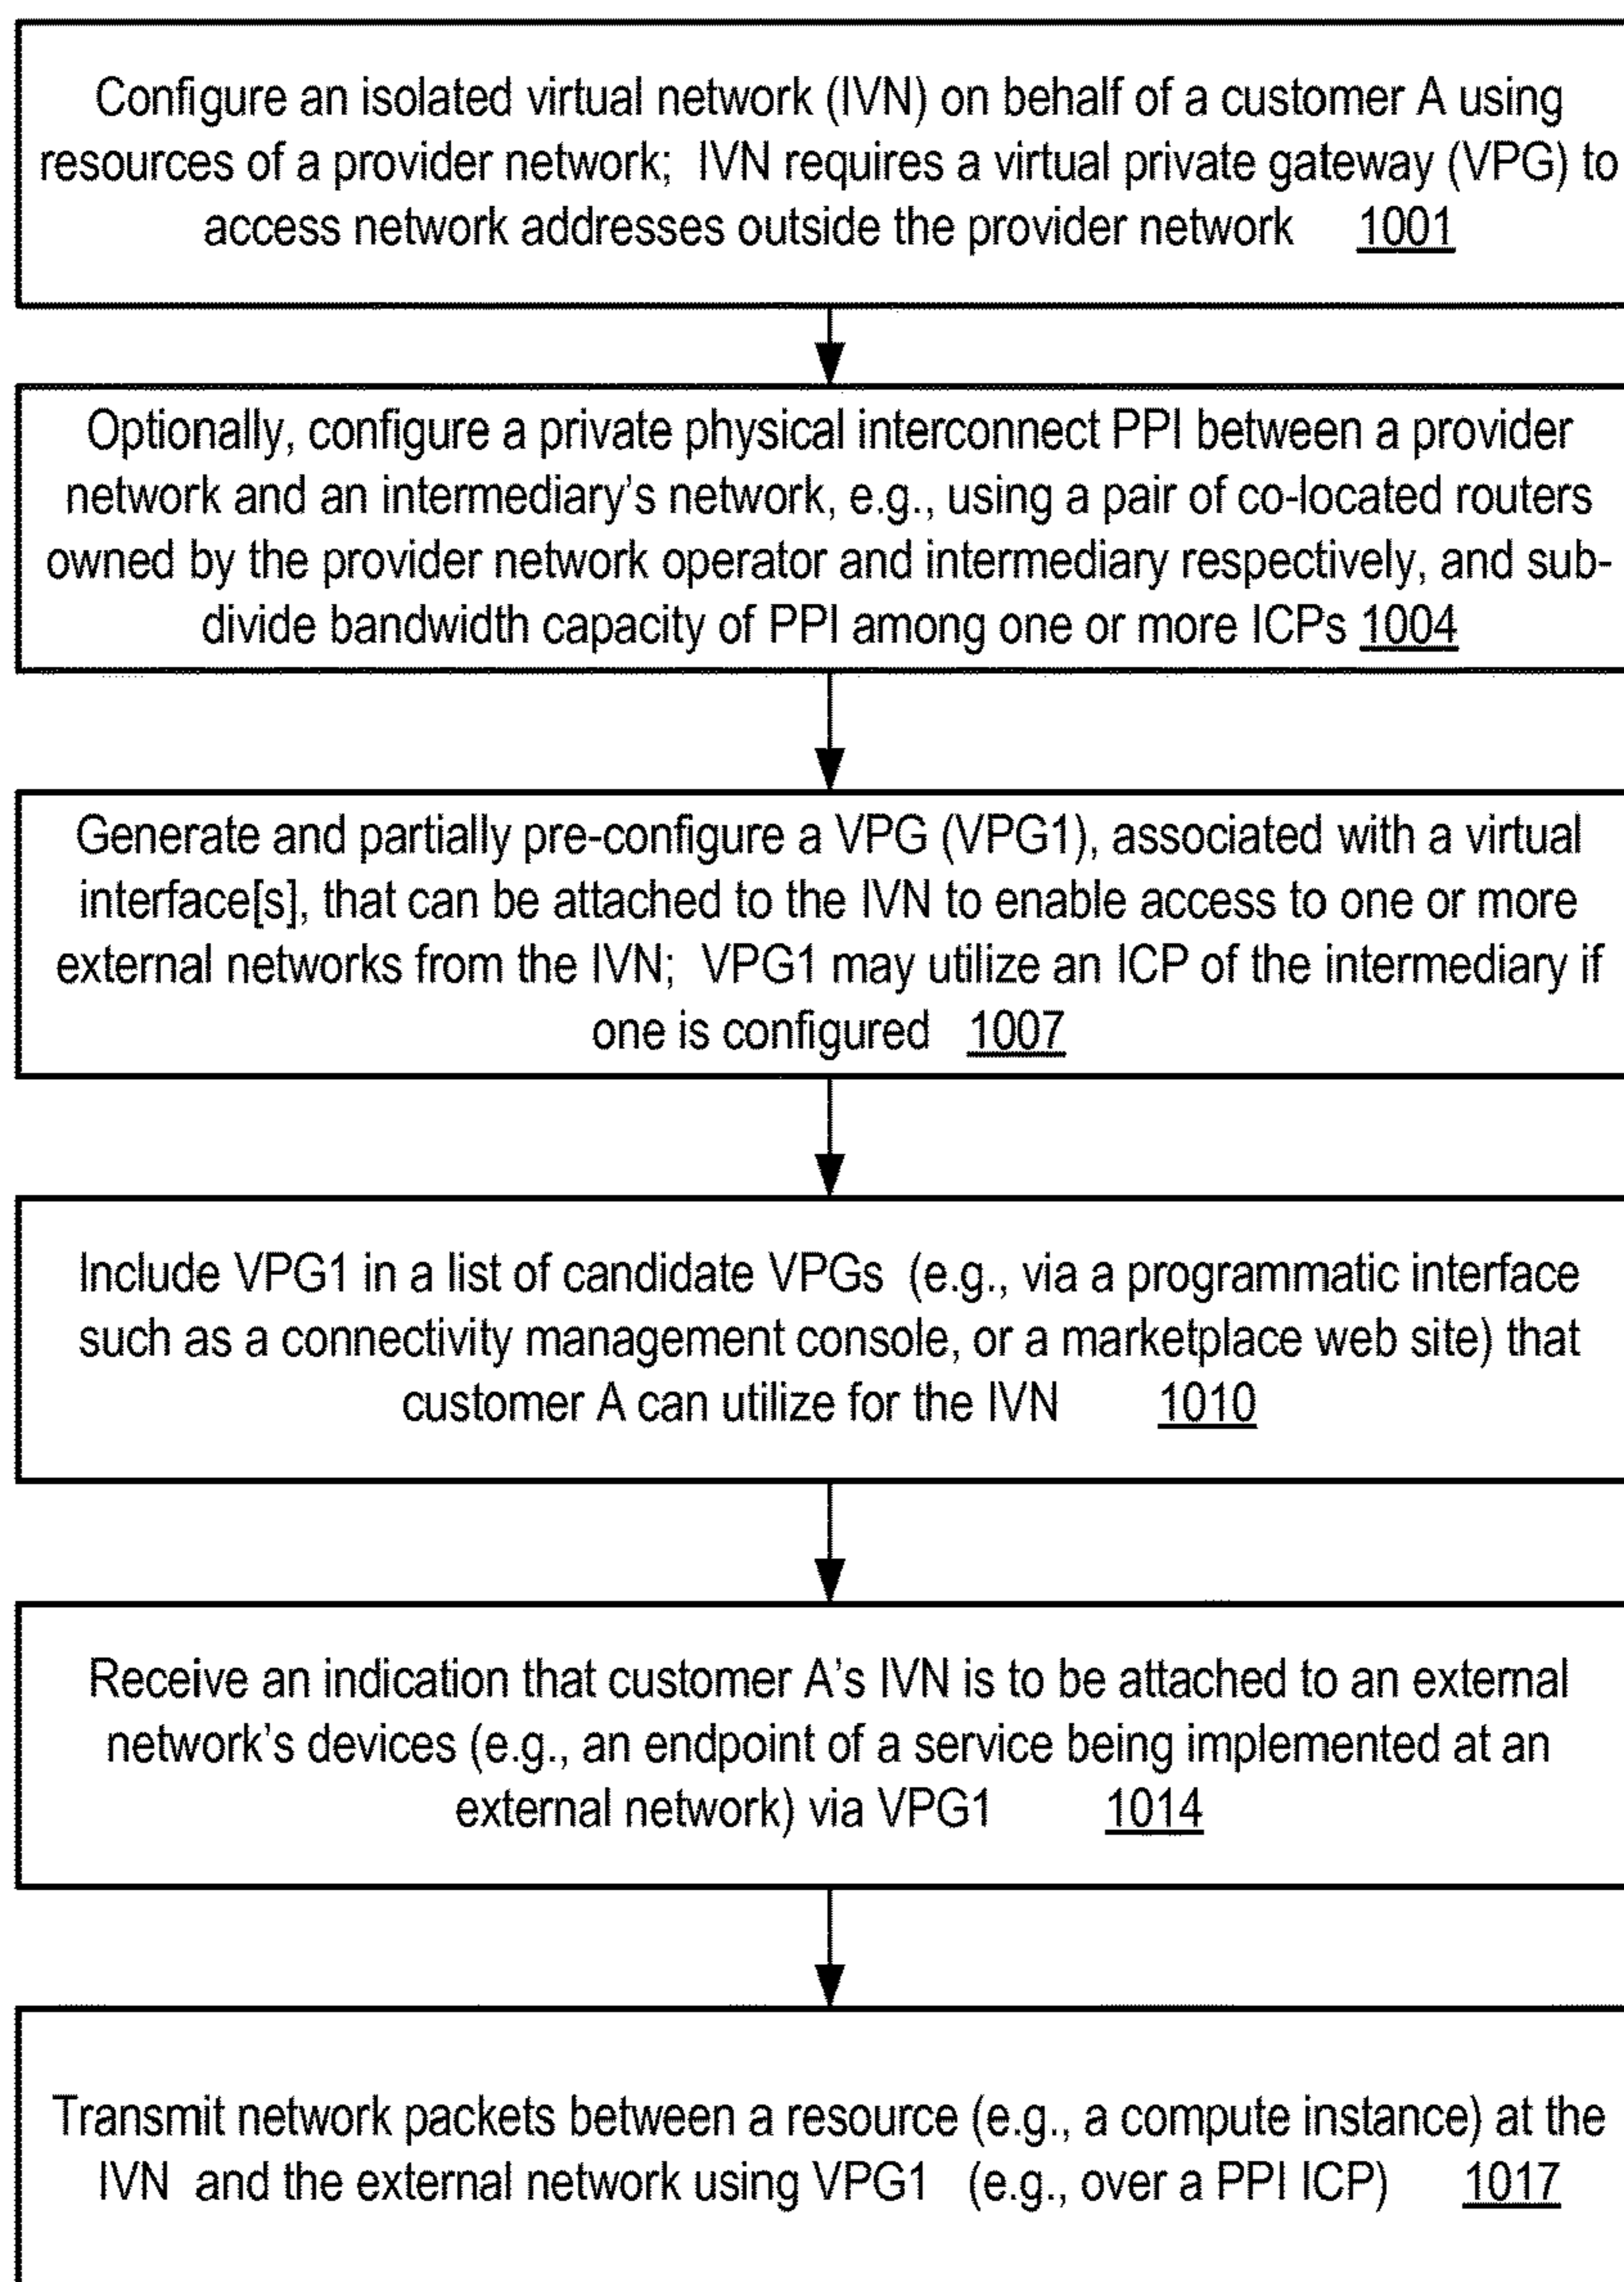 Configure an isolated virtual network (IVN) on behalf of a customer A using
resources of a provider network; IVN requires a virtual private gateway (VPG) to
access network addresses outside the provider network 1001
Optionally, configure a private physical interconnect PPI between a provider
network and an intermediary's network, e.g., using a pair of co-located routers
owned by the provider network operator and intermediary respectively, and sub-
divide bandwidth capacity of PPI among one or more ICPs 1004
Generate and partially pre-configure a VPG (VPG1), associated with a virtual
interface[s], that can be attached to the IVN to enable access to one or more
external networks from the IVN; VPG1 may utilize an ICP of the intermediary if
one is configured 1007
Include VPG1 in a list of candidate VPGs (e.g., via a programmatic interface
such as a connectivity management console, or a marketplace web site) that
customer A can utilize for the IVN 1010
Receive an indication that customer A's IVN is to be attached to an external
network's devices (e.g., an endpoint of a service being implemented at an
external network) via VPG1 1014
Transmit network packets between a resource (e.g., a compute instance) at the
IVN and the external network using VPG1 (e.g., over a PPI ICP) 1017